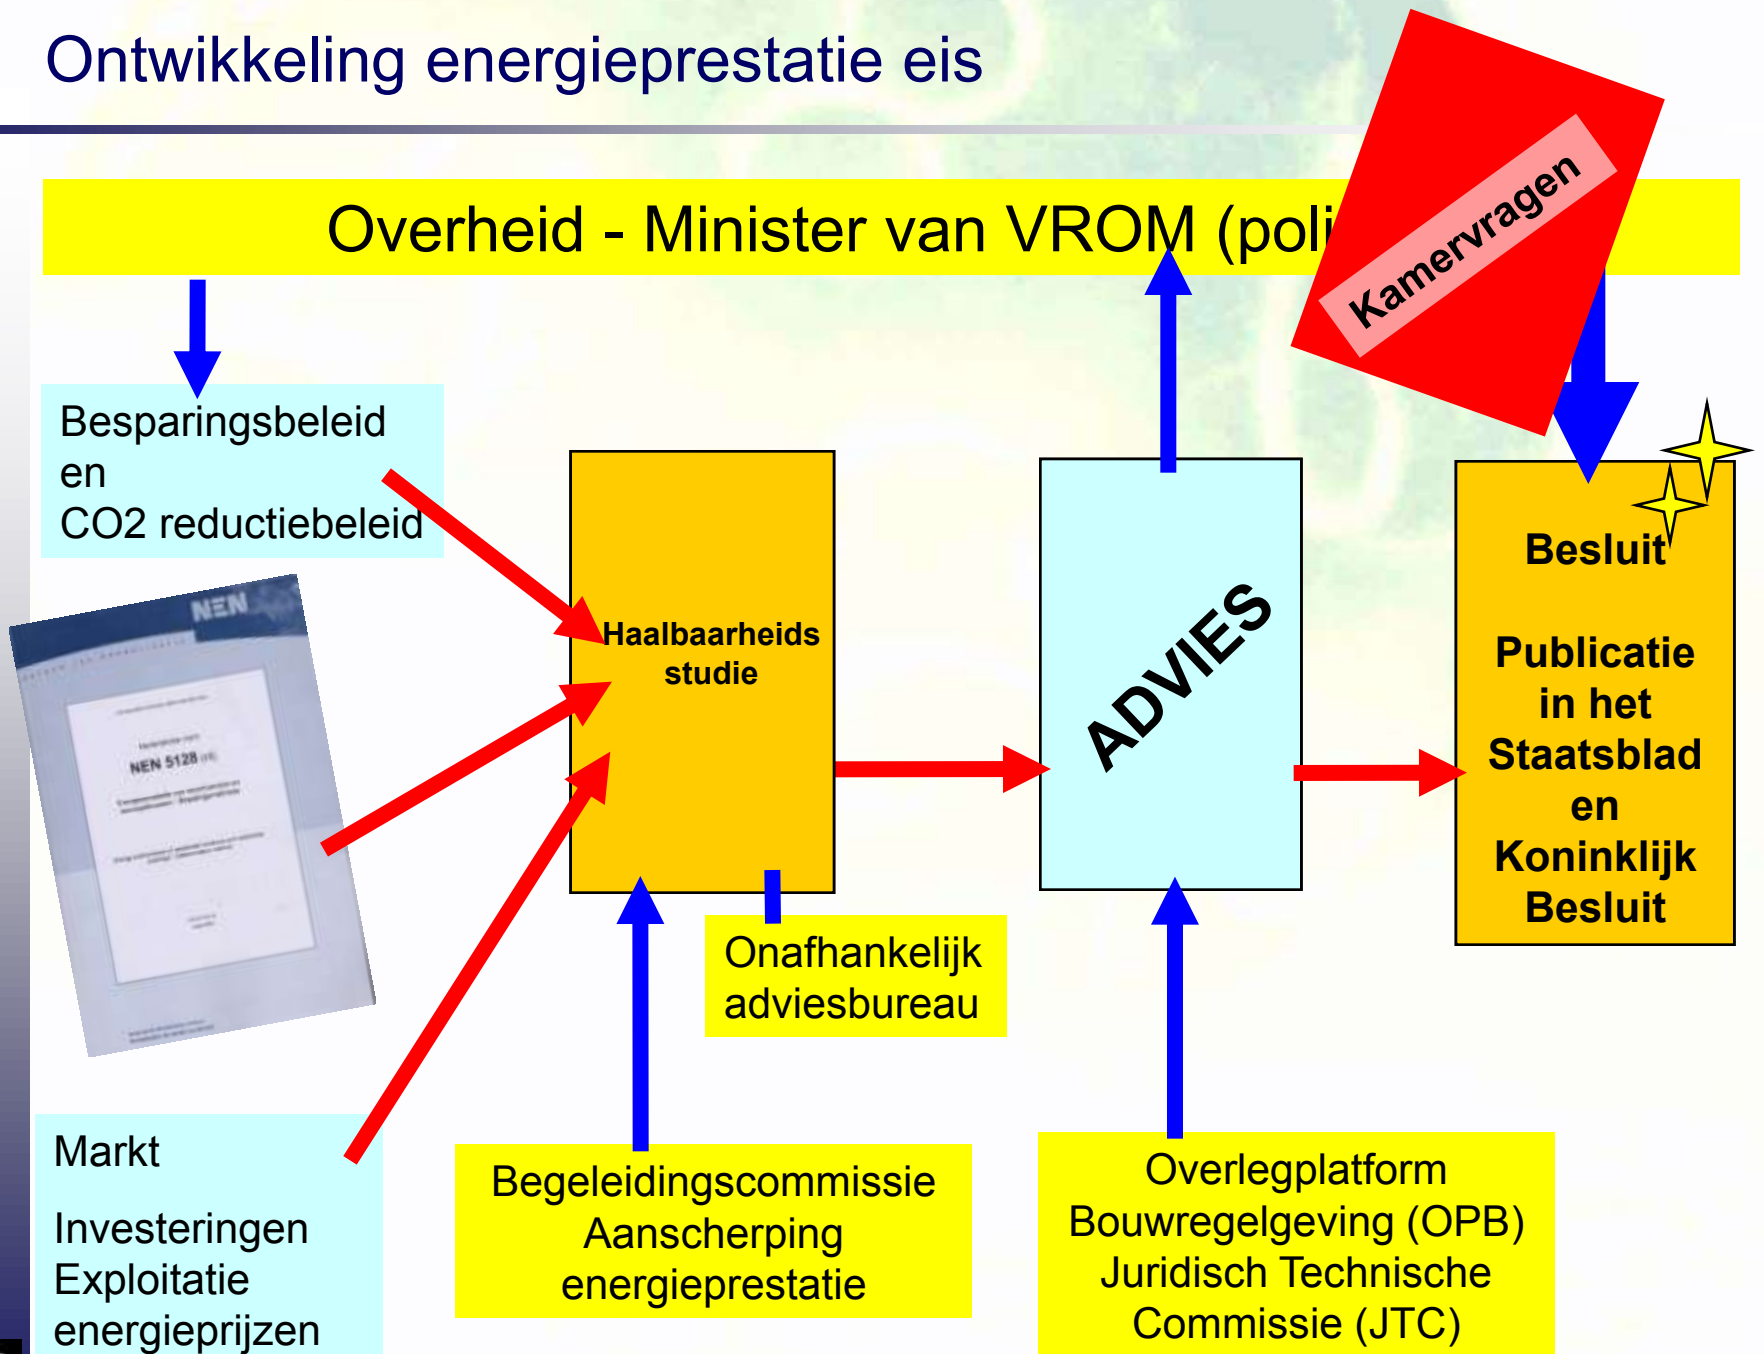 Ontwikkeling energieprestatie eis
Overheid - Minister van VROM (poli
Kamervragen
Besparingsbeleid
en
CO2 reductiebeleid
NEN
NEN 5128
Haalbaarheids
studie
ADVIES
Besluit
Publicatie
in het
Staatsblad
en
Koninklijk
Besluit
Onafhankelijk
adviesbureau
Markt
Investeringen
Exploitatie
energieprijzen
Begeleidingscommissie
Aanscherping
energieprestatie
Overlegplatform
Bouwregelgeving (OPB)
Juridisch Technische
Commissie (JTC)